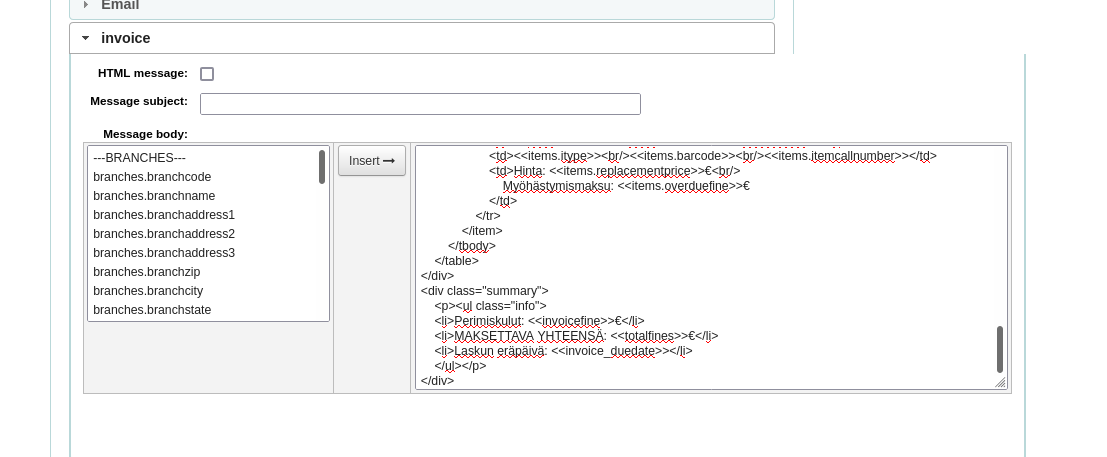 Email
invoice
HTML message:
Message subject:
Message body:
---BRANCHES---
branches.branchcode
branches.branchname
branches.branchaddress1
branches.branchaddress2
branches.branchaddress3
branches.branchzip
branches.branchcity
branches.branchstate
Insert ➞
<td><<items.itype>><br/><<items.barcode>><br/><<items.itemcallnumber>></td>
<td>Hinta: <<items.replacementprice>>€<br/>
Myöhästymismaksu: <<items.overduefine>>€
</td>
</tr>
</item>
</tbody>
</table>
</div>
<div class="summary">
<p><ul class="info">
<li>Perimiskulut: <<invoicefine>>€</li>
<li>MAKSETTAVA YHTEENSÄ: <<totalfines>>€</li>
<li>Laskun eräpäivä: <<invoice_duedate>></li>
</ul></p>
</div>